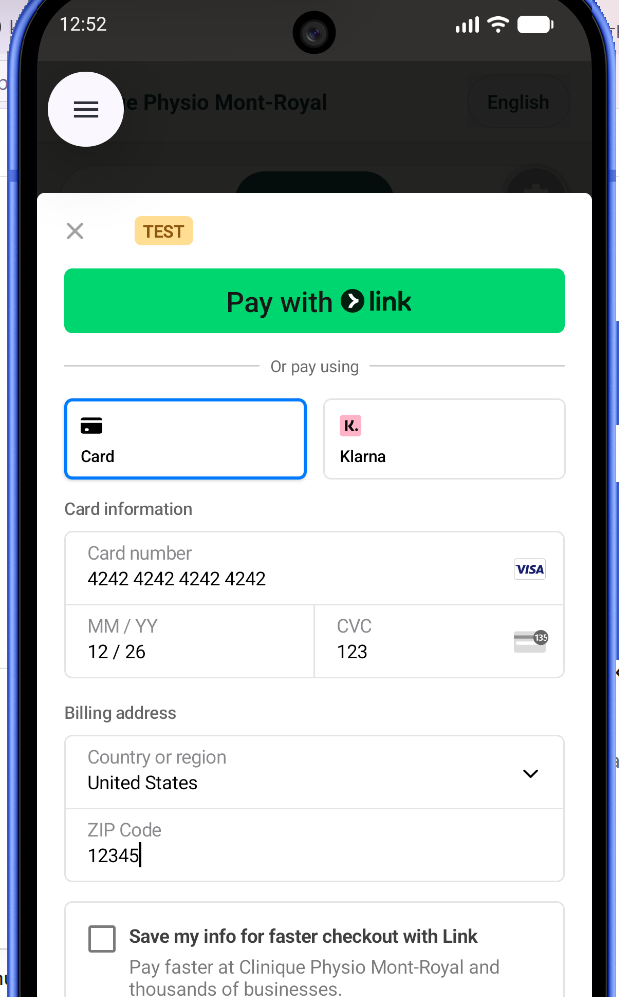 12:52
e Physio Mont-Royal
English
TEST
Pay with link
Or pay using
Card
K.
Klarna
Card information
Card number
4242 4242 4242 4242
VISA
MM / YY
12 / 26
CVC
123
135
Billing address
Country or region
United States
ZIP Code
12345
Save my info for faster checkout with Link
Pay faster at Clinique Physio Mont-Royal and
thousands of businesses.